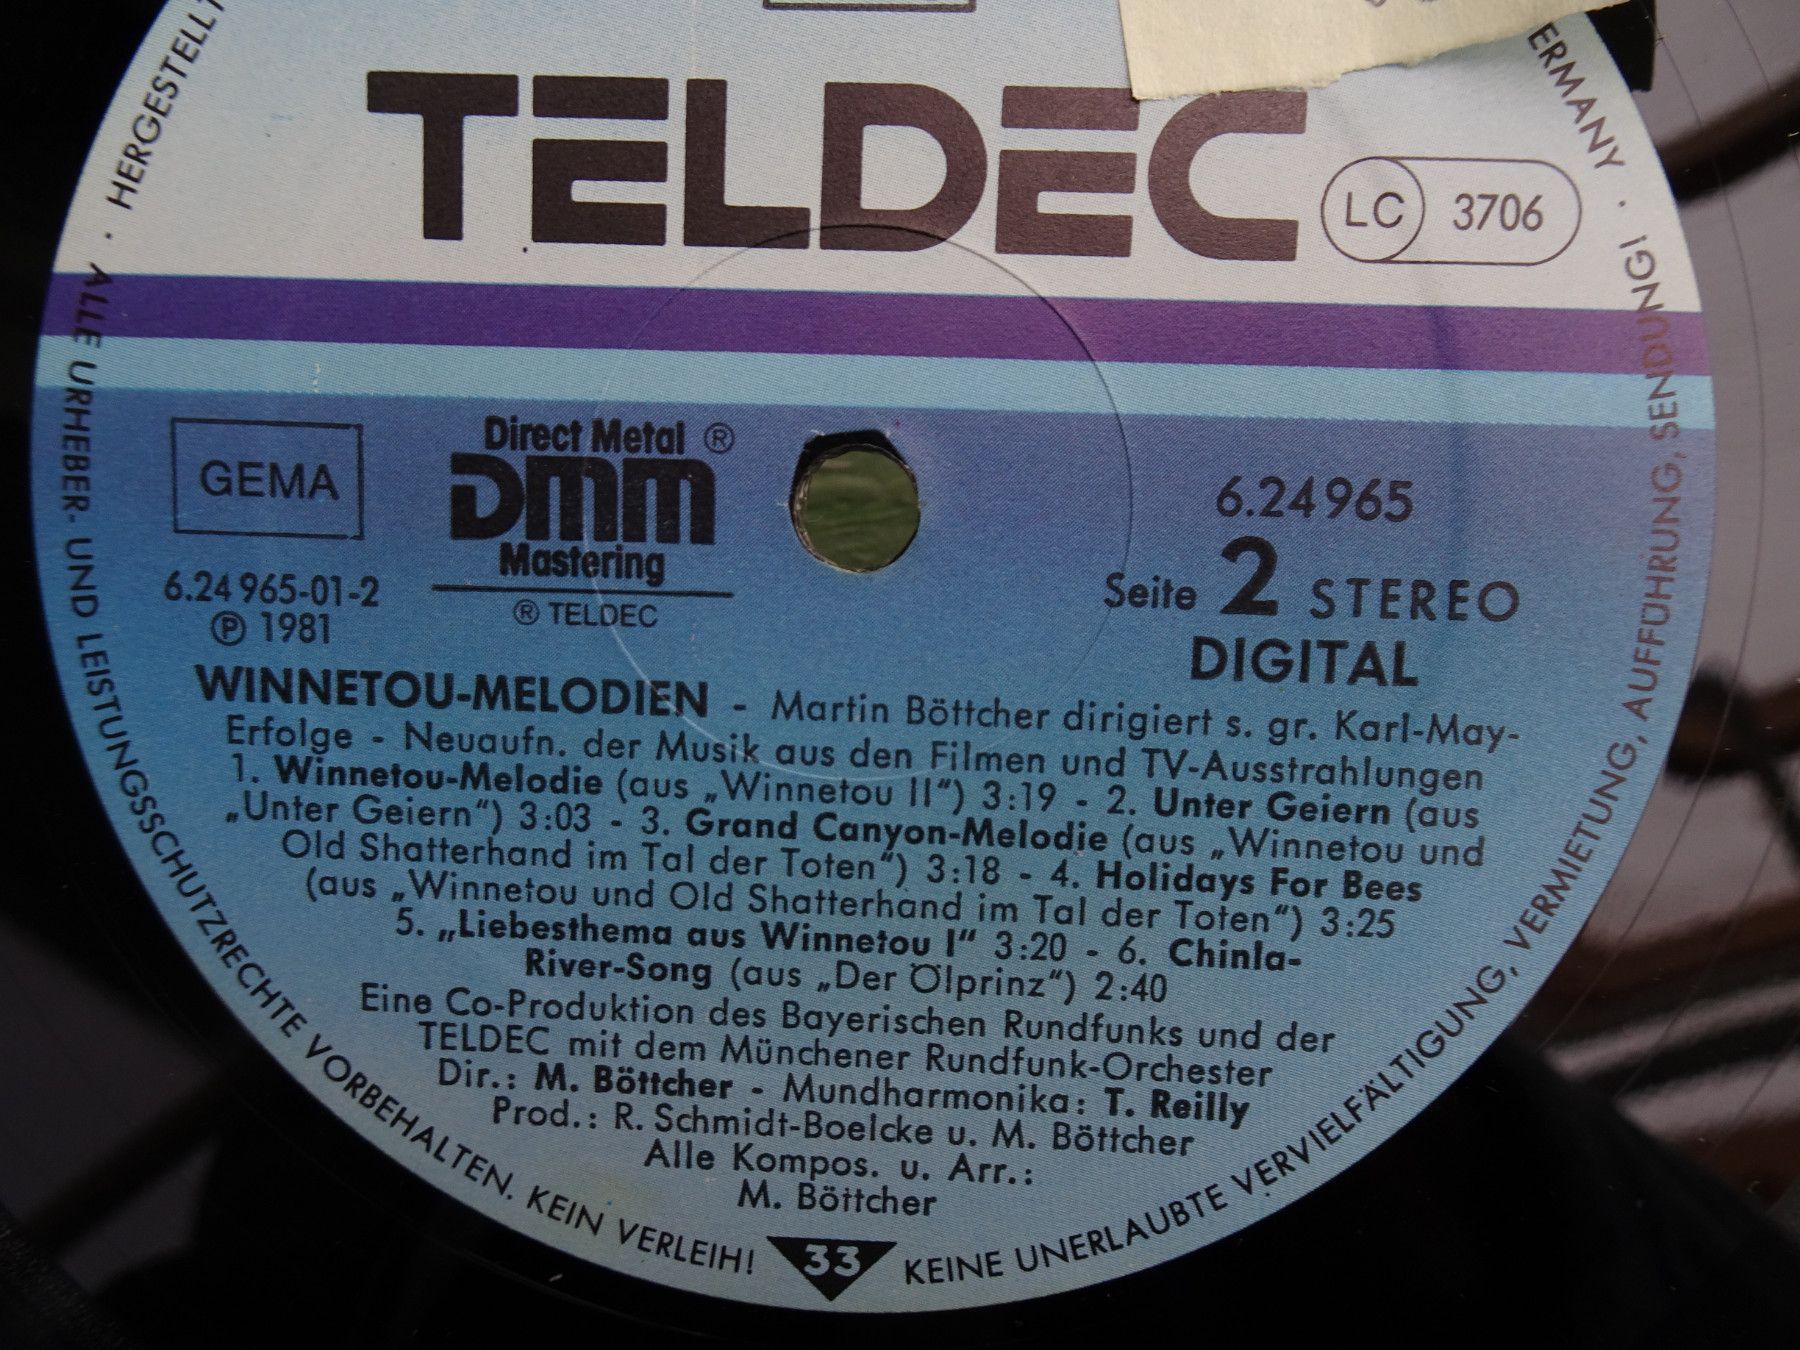 TELDEC
LC 3706
GEMA
Direct Metal ®
DMM
Mastering
® TELDEC
6.24 965-01-2
℗ 1981
6.24965
Seite 2 STEREO
DIGITAL
WINNETOU-MELODIEN - Martin Böttcher dirigiert s. gr. Karl-May-
Erfolge - Neuaufn. der Musik aus den Filmen und TV-Ausstrahlungen
1. Winnetou-Melodie (aus „Winnetou II“) 3:19 - 2. Unter Geiern (aus
„Unter Geiern“) 3:03 - 3. Grand Canyon-Melodie (aus „Winnetou und
Old Shatterhand im Tal der Toten“) 3:18 - 4. Holidays For Bees
(aus „Winnetou und Old Shatterhand im Tal der Toten“) 3:25
5. „Liebesthema aus Winnetou I“ 3:20 - 6. Chinla-
River-Song (aus „Der Ölprinz“) 2:40
Eine Co-Produktion des Bayerischen Rundfunks und der
TELDEC mit dem Münchener Rundfunk-Orchester
Dir.: M. Böttcher - Mundharmonika: T. Reilly
Prod.: R. Schmidt-Boelcke u. M. Böttcher
Alle Kompos. u. Arr.:
M. Böttcher
33
· HERGESTELLT
ERMANY ·
· ALLE URHEBER- UND LEISTUNGSSCHUTZRECHTE VORBEHALTEN. KEIN VERLEIH!
KEINE UNERLAUBTE VERVIELFÄLTIGUNG, VERMIETUNG, AUFFÜHRUNG, SENDUNG!